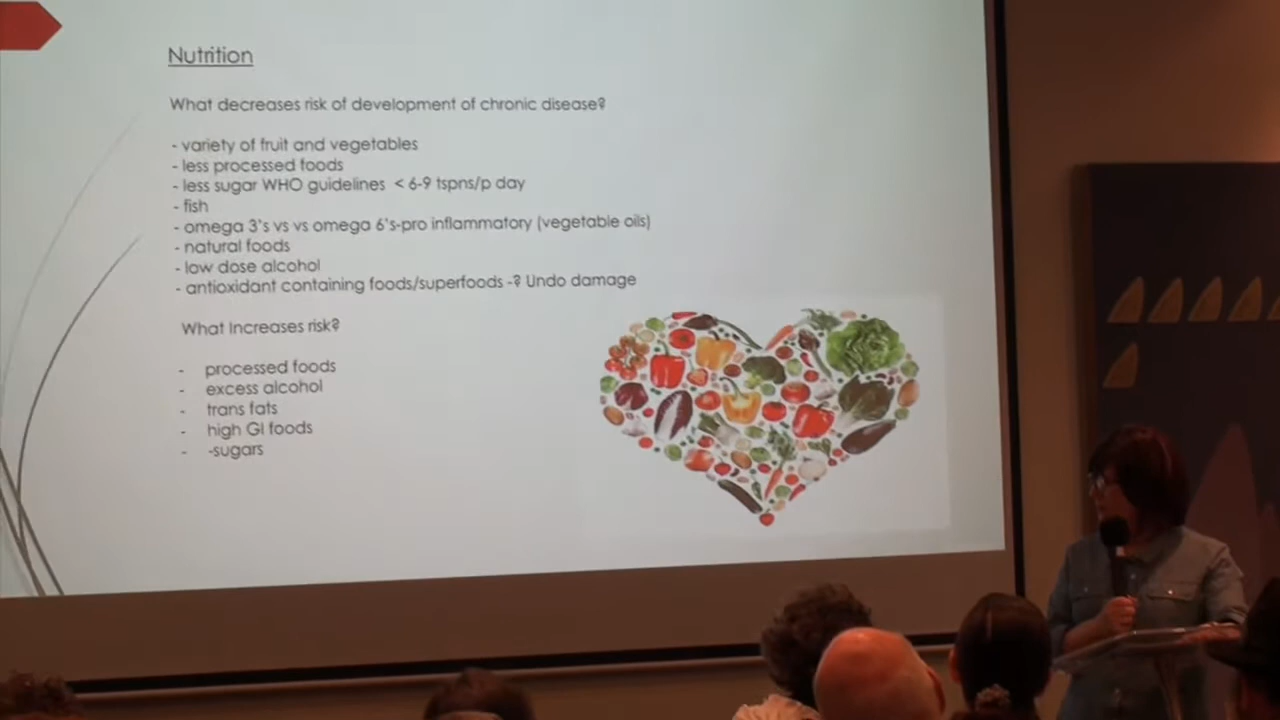 Nutrition
What decreases risk of development of chronic disease?
- variety of fruit and vegetables
- less processed foods
- less sugar WHO guidelines < 6-9 tspns/p day
- fish
- omega 3's vs vs omega 6's-pro inflammatory (vegetable oils)
- natural foods
- low dose alcohol
- antioxidant containing foods/superfoods -? Undo damage
What Increases risk?
- processed foods
- excess alcohol
- trans fats
- high GI foods
- -sugars